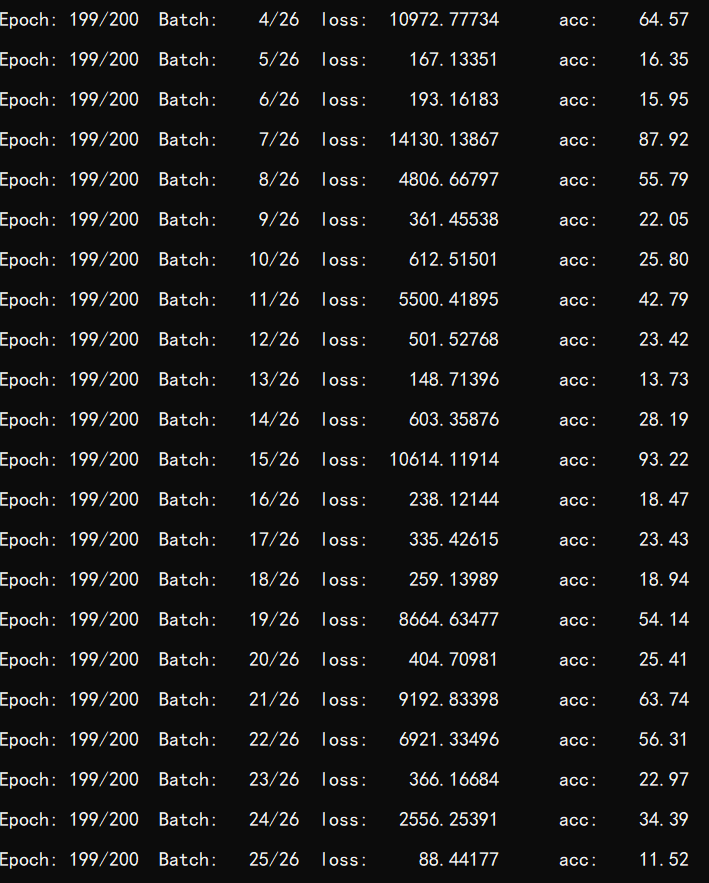 Epoch: 199/200 Batch: 4/26 loss: 10972.77734 acc: 64.57
Epoch: 199/200 Batch: 5/26 loss: 167.13351 acc: 16.35
Epoch: 199/200 Batch: 6/26 loss: 193.16183 acc: 15.95
Epoch: 199/200 Batch: 7/26 loss: 14130.13867 acc: 87.92
Epoch: 199/200 Batch: 8/26 loss: 4806.66797 acc: 55.79
Epoch: 199/200 Batch: 9/26 loss: 361.45538 acc: 22.05
Epoch: 199/200 Batch: 10/26 loss: 612.51501 acc: 25.80
Epoch: 199/200 Batch: 11/26 loss: 5500.41895 acc: 42.79
Epoch: 199/200 Batch: 12/26 loss: 501.52768 acc: 23.42
Epoch: 199/200 Batch: 13/26 loss: 148.71396 acc: 13.73
Epoch: 199/200 Batch: 14/26 loss: 603.35876 acc: 28.19
Epoch: 199/200 Batch: 15/26 loss: 10614.11914 acc: 93.22
Epoch: 199/200 Batch: 16/26 loss: 238.12144 acc: 18.47
Epoch: 199/200 Batch: 17/26 loss: 335.42615 acc: 23.43
Epoch: 199/200 Batch: 18/26 loss: 259.13989 acc: 18.94
Epoch: 199/200 Batch: 19/26 loss: 8664.63477 acc: 54.14
Epoch: 199/200 Batch: 20/26 loss: 404.70981 acc: 25.41
Epoch: 199/200 Batch: 21/26 loss: 9192.83398 acc: 63.74
Epoch: 199/200 Batch: 22/26 loss: 6921.33496 acc: 56.31
Epoch: 199/200 Batch: 23/26 loss: 366.16684 acc: 22.97
Epoch: 199/200 Batch: 24/26 loss: 2556.25391 acc: 34.39
Epoch: 199/200 Batch: 25/26 loss: 88.44177 acc: 11.52